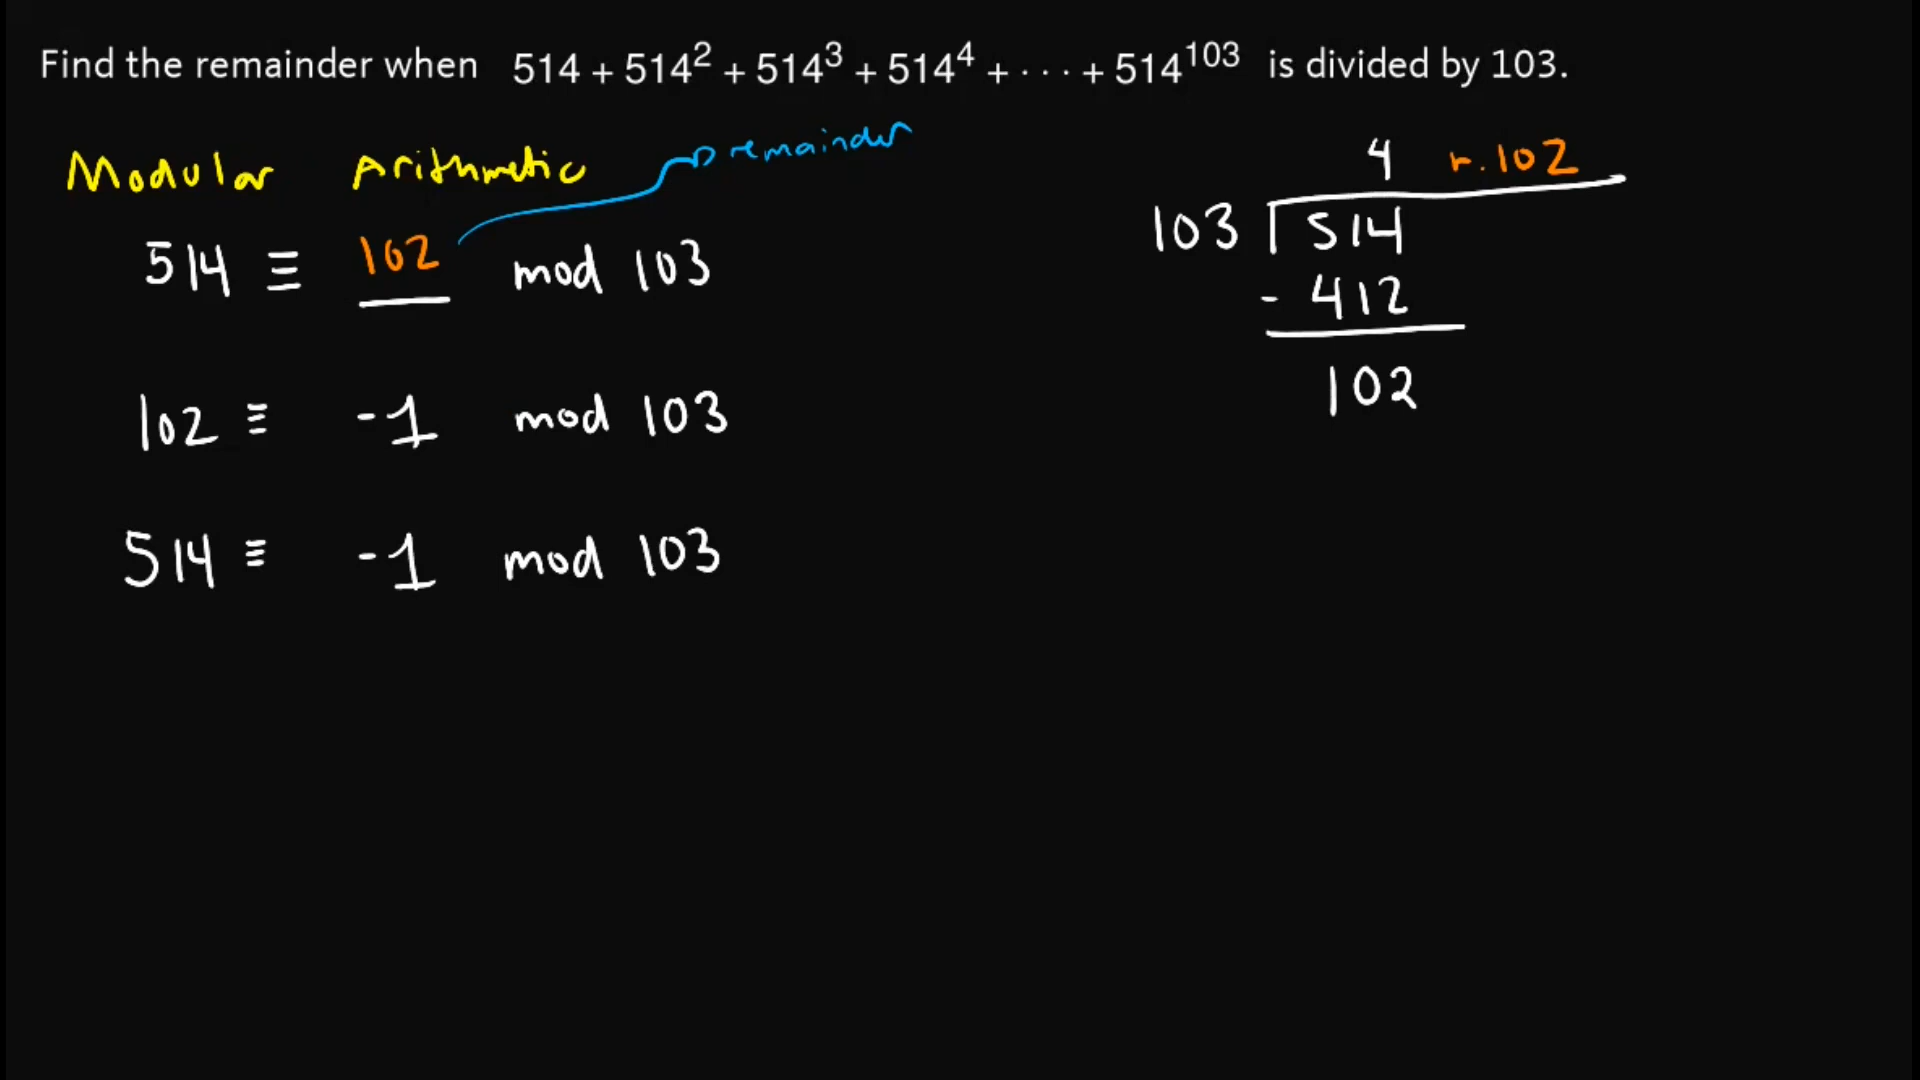 Find the remainder when 514 + 514² + 514³ + 514⁴ + · · · + 514¹⁰³ is divided by 103.
Modular Arithmetic → remainder
514 ≡ 102 mod 103
102 ≡ -1 mod 103
514 ≡ -1 mod 103
4 r. 102
103 514
- 412
102